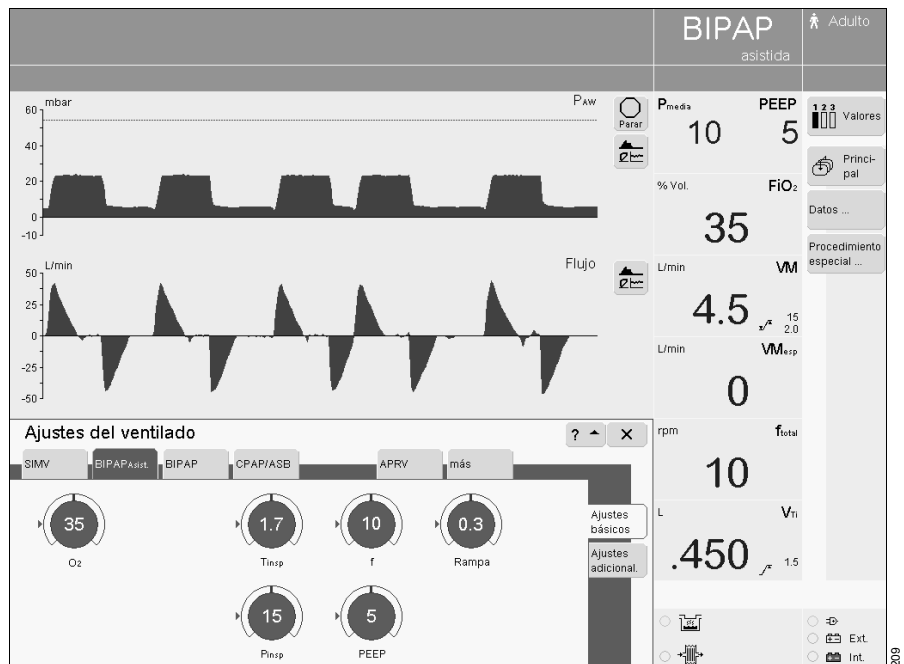 BIPAP
asistida
Adulto
mbar
PAW
60
40
20
0
-10
Parar
L/min
Flujo
50
25
0
-25
-50
Pmedia PEEP
10 5
% Vol. FiO2
35
L/min VM
4.5
15
2.0
L/min VMesp
0
rpm ftotal
10
L VTi
.450
1.5
1 2 3
Valores
Princi-
pal
Datos ...
Procedimiento
especial ...
Ajustes del ventilado
?
X
SIMV BIPAPAsist. BIPAP CPAP/ASB APRV más
35 1.7 10 0.3
O2 Tinsp f Rampa
15 5
Pinsp PEEP
Ajustes
básicos
Ajustes
adicional.
Ext.
Int.
209